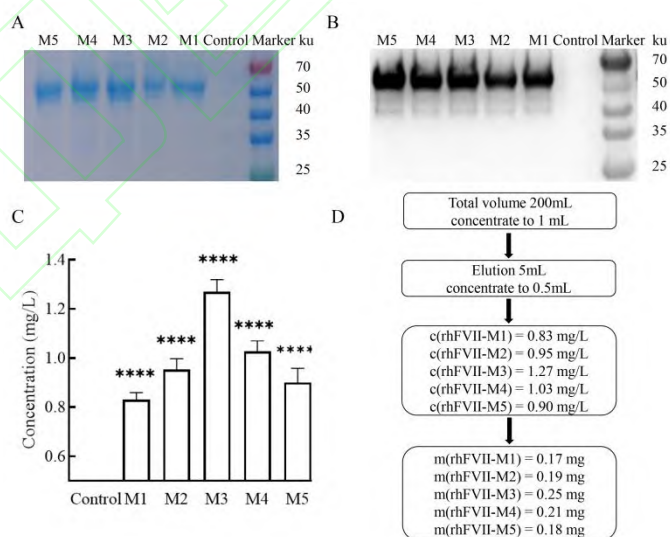 A
M5 M4 M3 M2 M1 Control Marker ku
70
50
40
35
25
B
M5 M4 M3 M2 M1 Control Marker ku
70
50
40
35
25
C
Concentration (mg/L)
1.4
1.2
1.0
0.8
0.6
****
****
****
****
****
Control M1 M2 M3 M4 M5
D
Total volume 200mL
concentrate to 1 mL
Elution 5mL
concentrate to 0.5mL
c(rhFVII-M1) = 0.83 mg/L
c(rhFVII-M2) = 0.95 mg/L
c(rhFVII-M3) = 1.27 mg/L
c(rhFVII-M4) = 1.03 mg/L
c(rhFVII-M5) = 0.90 mg/L
m(rhFVII-M1) = 0.17 mg
m(rhFVII-M2) = 0.19 mg
m(rhFVII-M3) = 0.25 mg
m(rhFVII-M4) = 0.21 mg
m(rhFVII-M5) = 0.18 mg